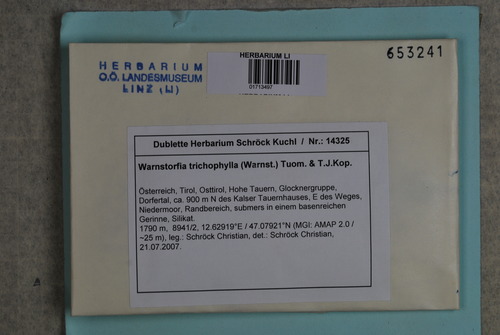 HERBARIUM
O.Ö. LANDESMUSEUM
LINZ (LI)
HERBARIUM LI
01713497
653241
Dublette Herbarium Schröck Kuchl / Nr.: 14325
Warnstorfia trichophylla (Warnst.) Tuom. & T.J.Kop.
Österreich, Tirol, Osttirol, Hohe Tauern, Glocknergruppe,
Dorfertal, ca. 900 m N des Kalser Tauernhauses, E des Weges,
Niedermoor, Randbereich, submers in einem basenreichen
Gerinne, Silikat.
1790 m, 8941/2, 12.62919°E / 47.07921°N (MGI: AMAP 2.0 /
~25 m), leg.: Schröck Christian, det.: Schröck Christian,
21.07.2007.